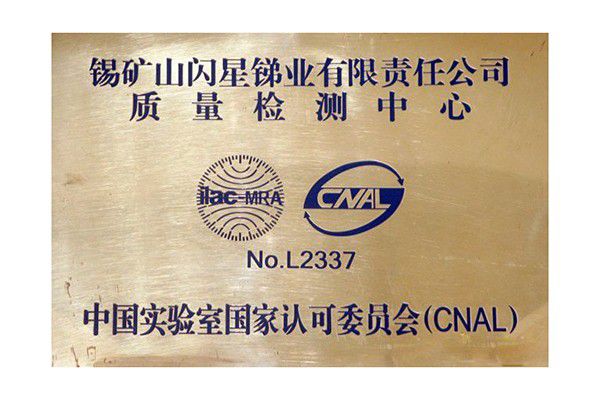 锡矿山闪星锑业有限责任公司
质量检测中心
ilac-MRA CNAL
No.L2337
中国实验室国家认可委员会(CNAL)